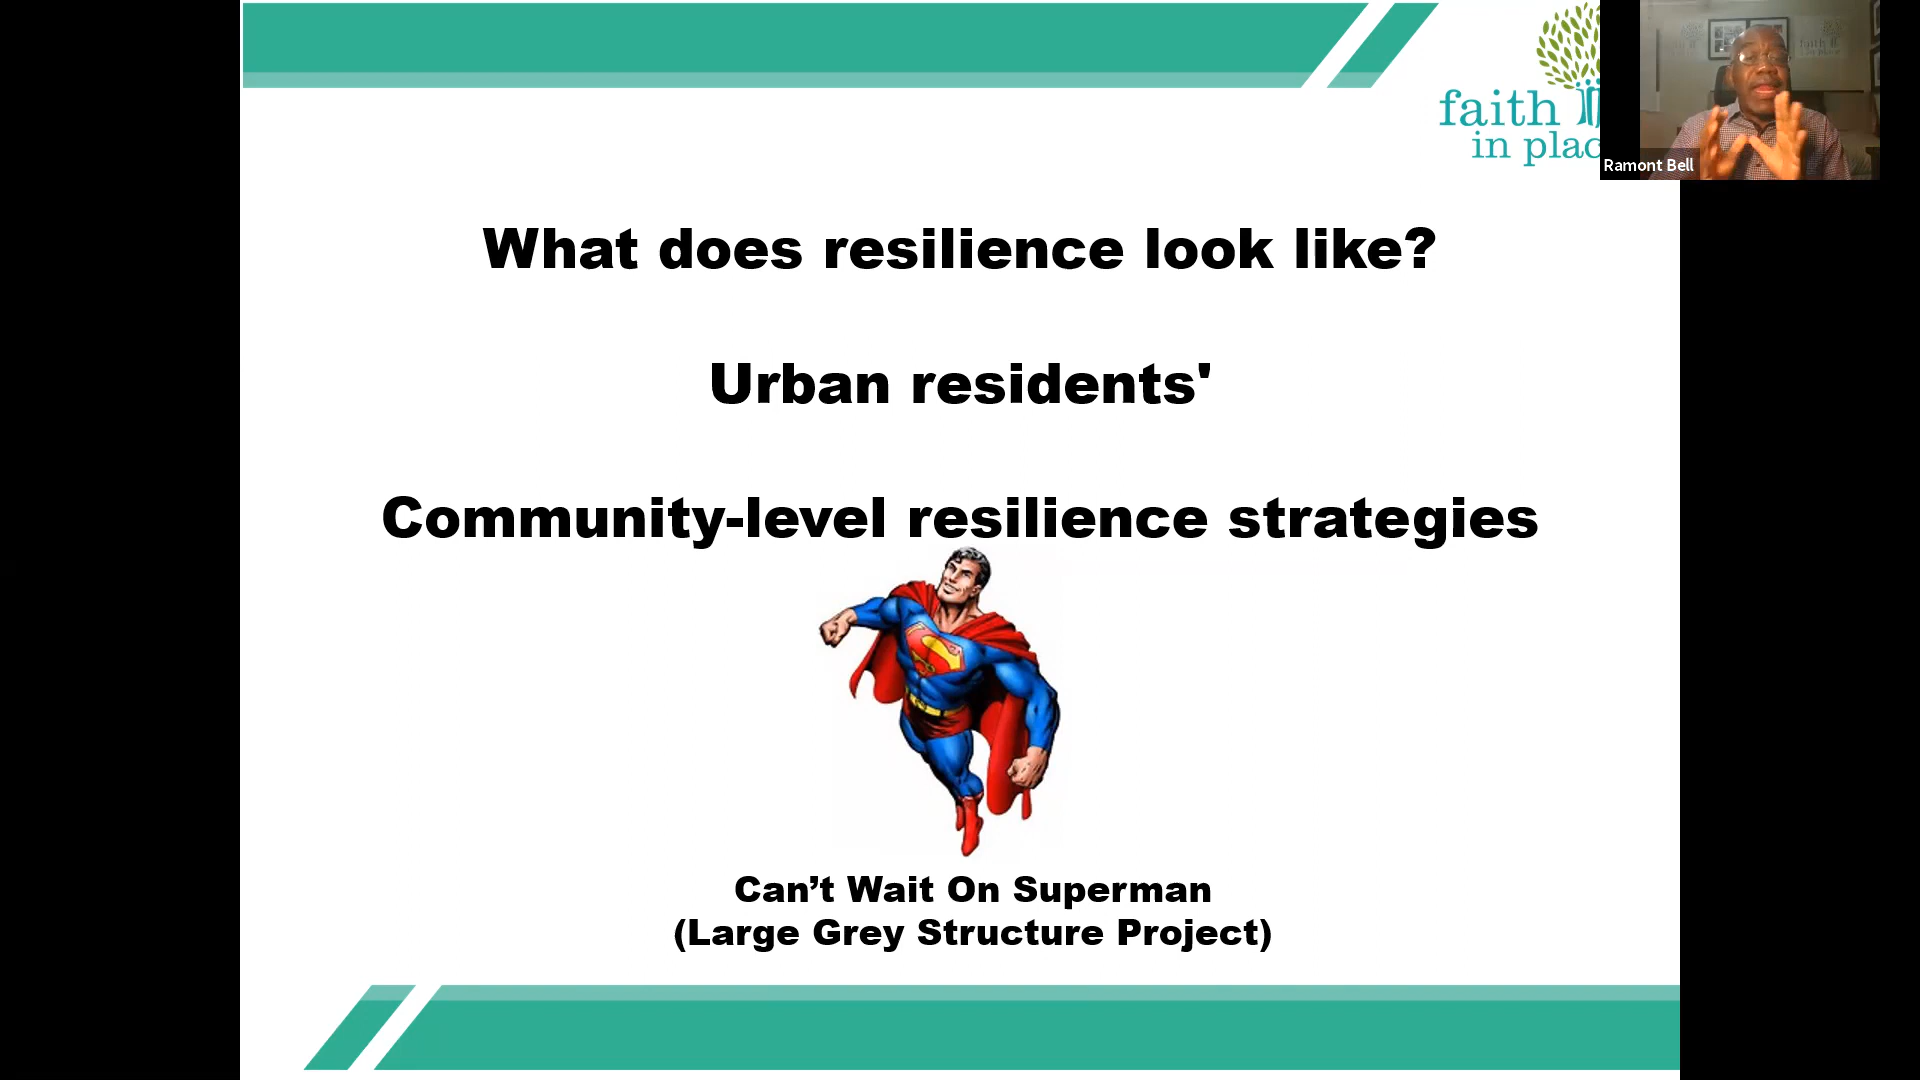 faith
in plac
Ramont Bell
What does resilience look like?
Urban residents'
Community-level resilience strategies
Can’t Wait On Superman
(Large Grey Structure Project)